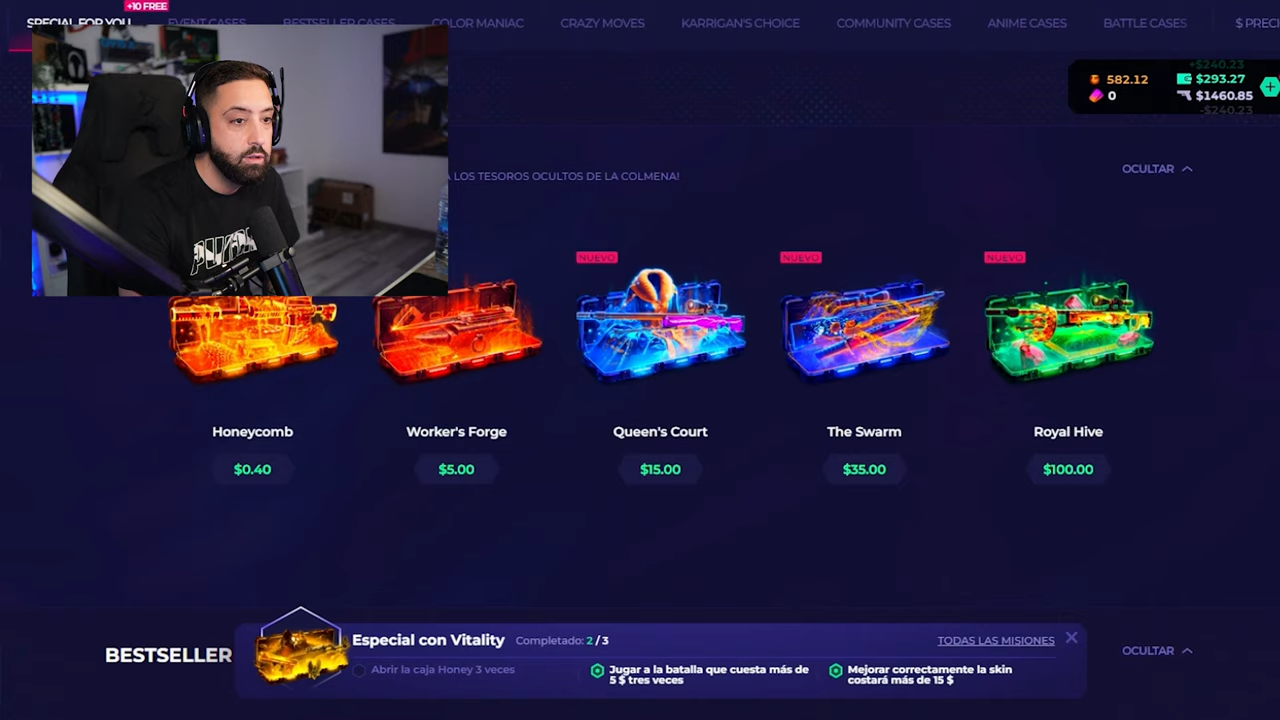 +10 FREE
SPECIAL FOR YOU
EVENT CASES
BESTSELLER CASES
COLOR MANIAC
CRAZY MOVES
KARRIGAN'S CHOICE
COMMUNITY CASES
ANIME CASES
BATTLE CASES
+$240.23
582.12
$293.27
0
$1460.85
-$240.23
A LOS TESOROS OCULTOS DE LA COLMENA!
OCULTAR
NUEVO
NUEVO
NUEVO
Honeycomb
Worker's Forge
Queen's Court
The Swarm
Royal Hive
$0.40
$5.00
$15.00
$35.00
$100.00
BESTSELLER
Especial con Vitality
Completado: 2 / 3
TODAS LAS MISIONES
OCULTAR
Abrir la caja Honey 3 veces
Jugar a la batalla que cuesta más de
5 $ tres veces
Mejorar correctamente la skin
costará más de 15 $